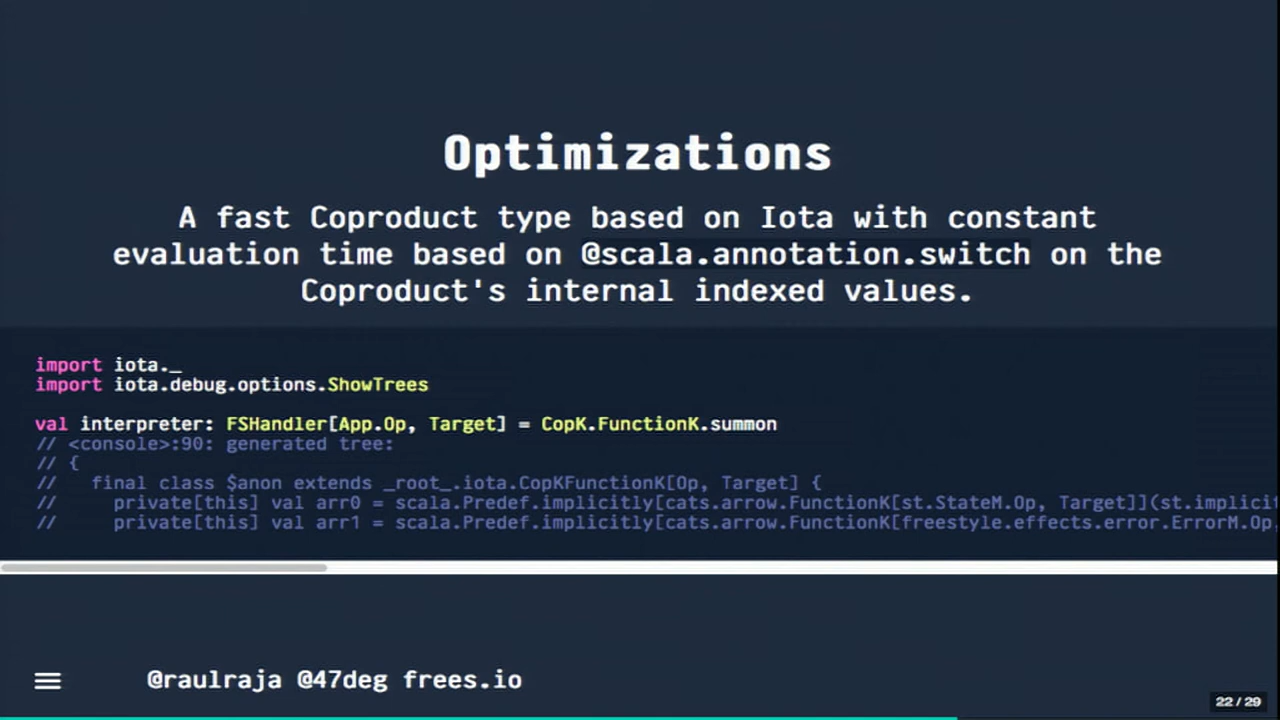 Optimizations
A fast Coproduct type based on Iota with constant
evaluation time based on @scala.annotation.switch on the
Coproduct's internal indexed values.
import iota._
import iota.debug.options.ShowTrees
val interpreter: FSHandler[App.Op, Target] = CopK.FunctionK.summon
// <console>:90: generated tree:
// {
//   final class $anon extends _root_.iota.CopKFunctionK[Op, Target] {
//     private[this] val arr0 = scala.Predef.implicitly[cats.arrow.FunctionK[st.StateM.Op, Target]](st.implicit
//     private[this] val arr1 = scala.Predef.implicitly[cats.arrow.FunctionK[freestyle.effects.error.ErrorM.Op,
@raulraja @47deg frees.io
22 / 29